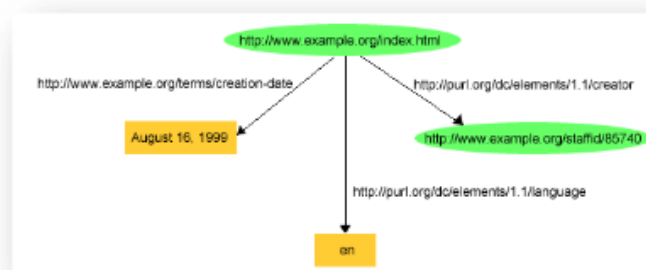 http://www.example.org/index.html
http://www.example.org/terms/creation-date
http://purl.org/dc/elements/1.1/creator
August 16, 1999
http://www.example.org/staffid/85740
http://purl.org/dc/elements/1.1/language
en